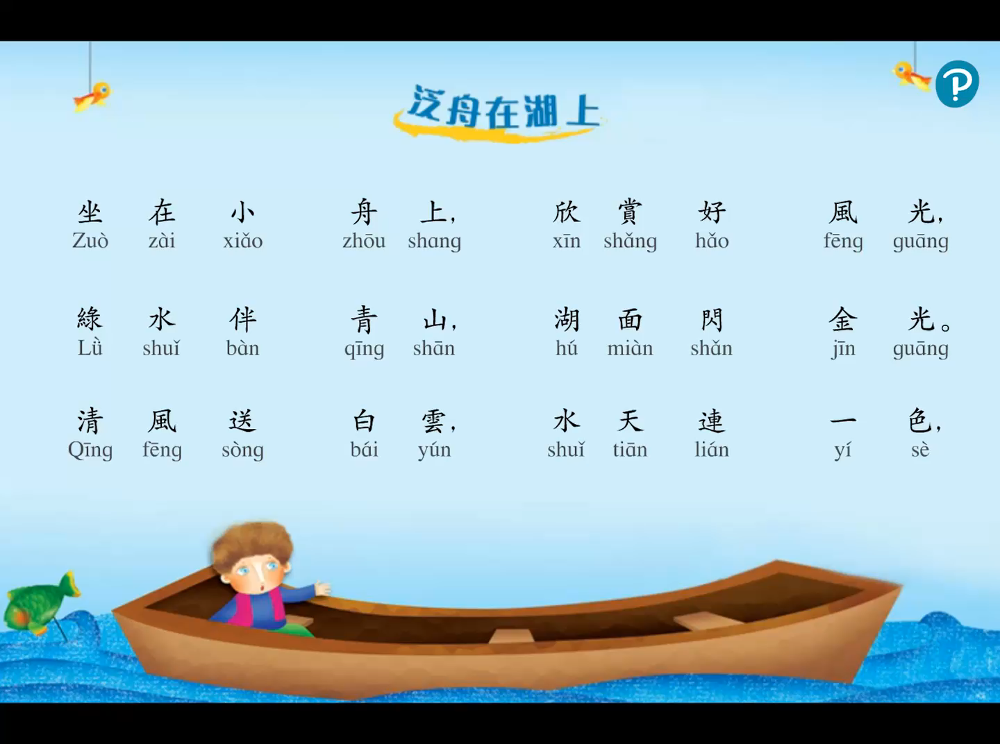 泛舟在湖上
坐在小舟上，欣賞好風光，
Zuò zài xiǎo zhōu shang xīn shǎng hǎo fēng guāng
綠水伴青山，湖面閃金光。
Lǜ shuǐ bàn qīng shān hú miàn shǎn jīn guāng
清風送白雲，水天連一色，
Qīng fēng sòng bái yún shuǐ tiān lián yí sè